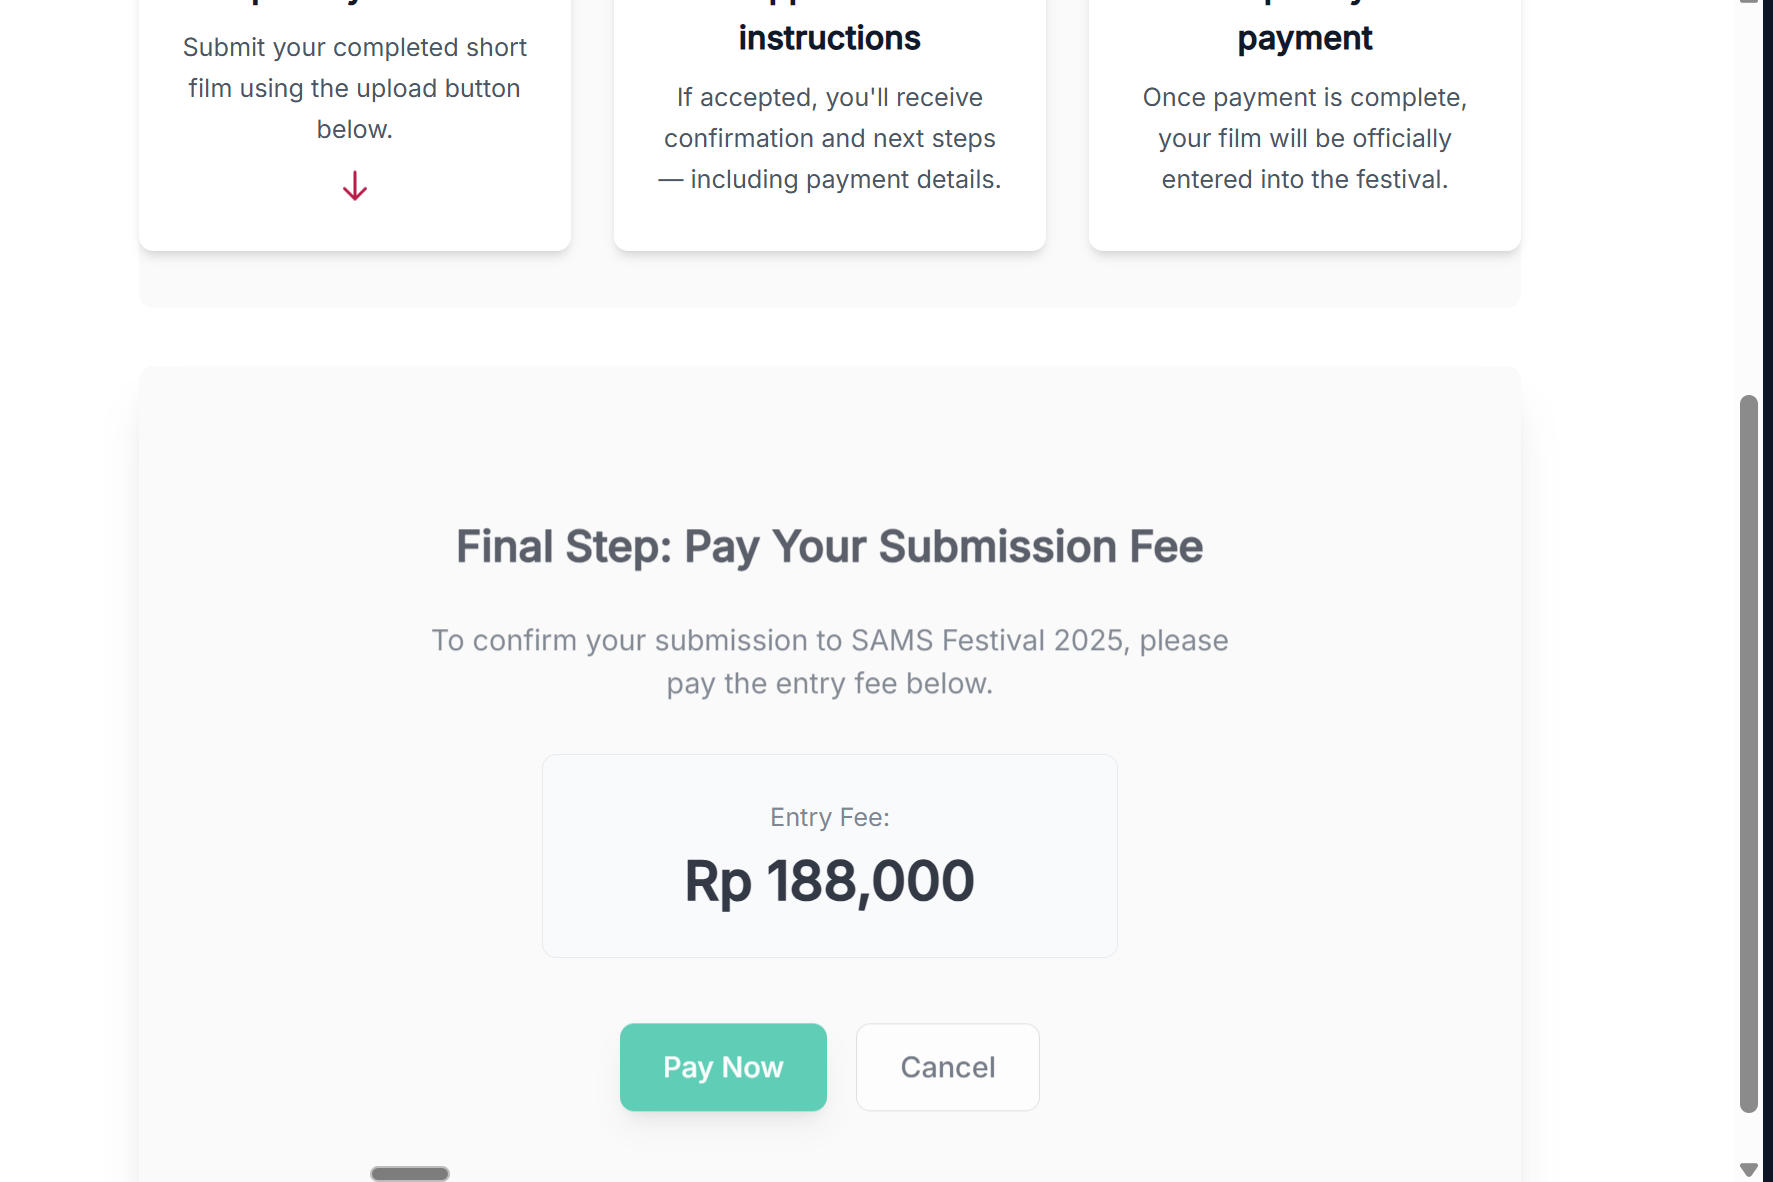 Submit your completed short
film using the upload button
below.
instructions
If accepted, you'll receive
confirmation and next steps
— including payment details.
payment
Once payment is complete,
your film will be officially
entered into the festival.
Final Step: Pay Your Submission Fee
To confirm your submission to SAMS Festival 2025, please
pay the entry fee below.
Entry Fee:
Rp 188,000
Pay Now
Cancel